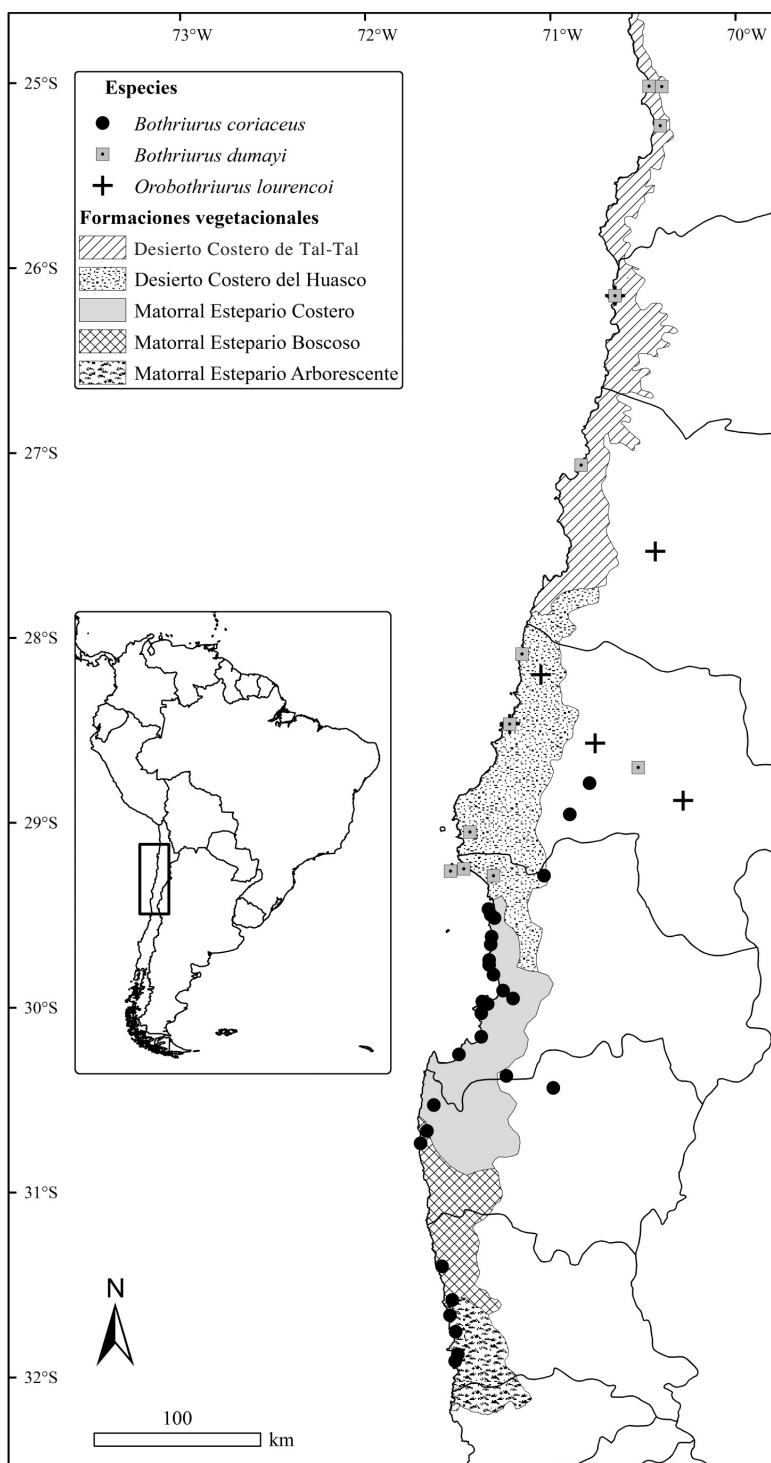 73°W 72°W 71°W 70°W
25°S
26°S
27°S
28°S
29°S
30°S
31°S
32°S
Especies
Bothriurus coriaceus
Bothriurus dumayi
Orobothriurus lourencoi
Formaciones vegetacionales
Desierto Costero de Tal-Tal
Desierto Costero del Huasco
Matorral Estepario Costero
Matorral Estepario Boscoso
Matorral Estepario Arborescente
N
100
km